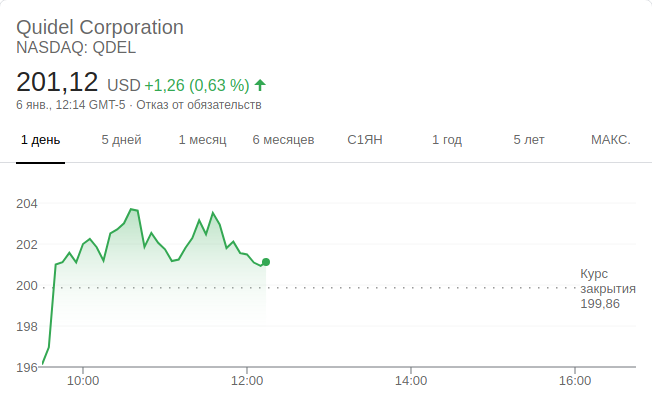 Quidel Corporation
NASDAQ: QDEL
201,12 USD +1,26 (0,63 %)
6 янв., 12:14 GMT-5 · Отказ от обязательств
1 день 5 дней 1 месяц 6 месяцев С1ЯН 1 год 5 лет МАКС.
204
202
200
198
196
Курс
закрытия
199,86
10:00 12:00 14:00 16:00